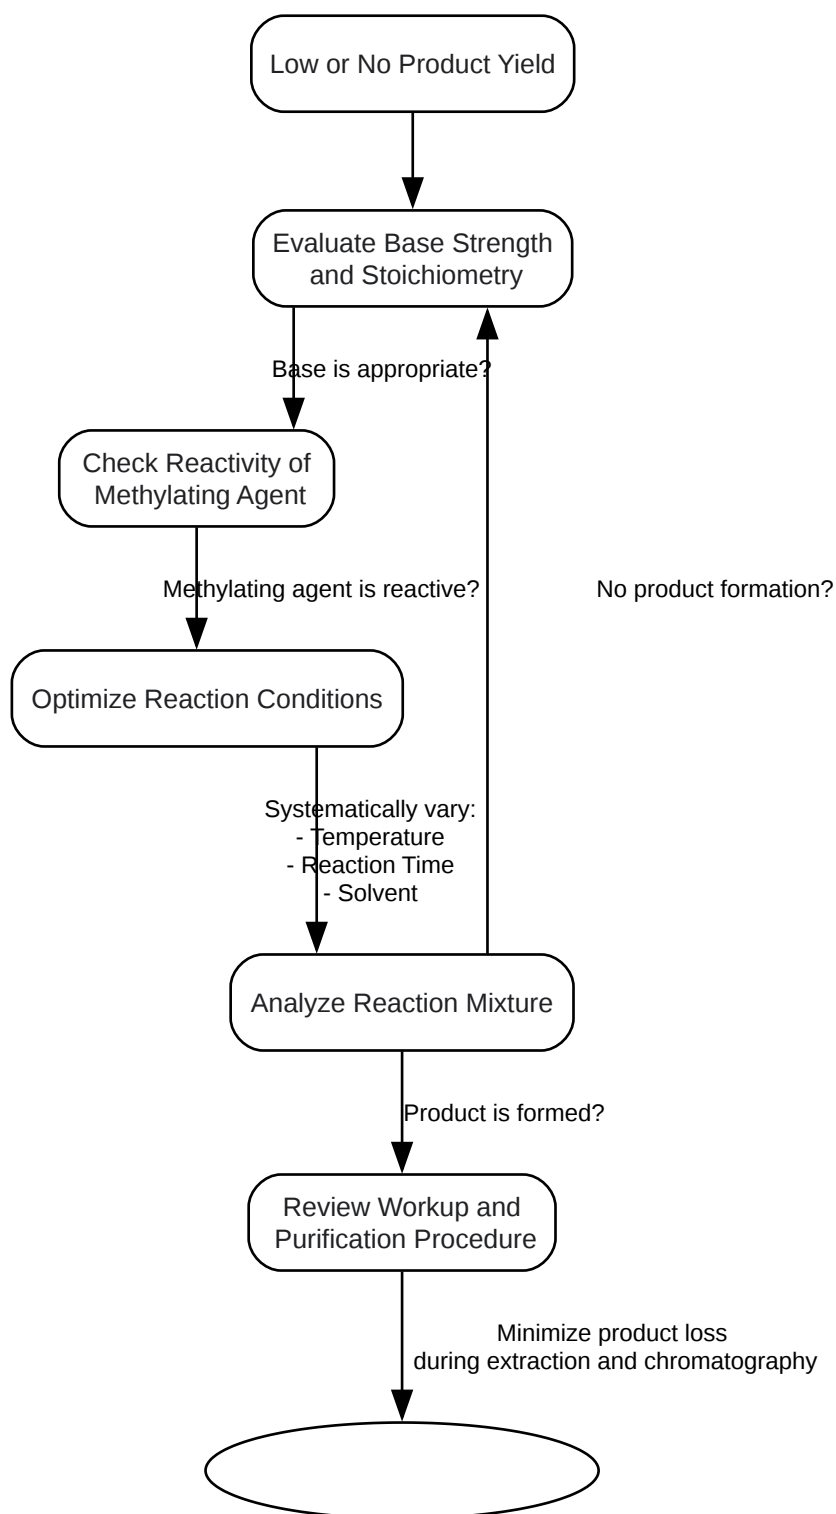 Low or No Product Yield
Evaluate Base Strength
and Stoichiometry
Base is appropriate?
Check Reactivity of
Methylating Agent
Methylating agent is reactive?
No product formation?
Optimize Reaction Conditions
Systematically vary:
- Temperature
- Reaction Time
- Solvent
Analyze Reaction Mixture
Product is formed?
Review Workup and
Purification Procedure
Minimize product loss
during extraction and chromatography